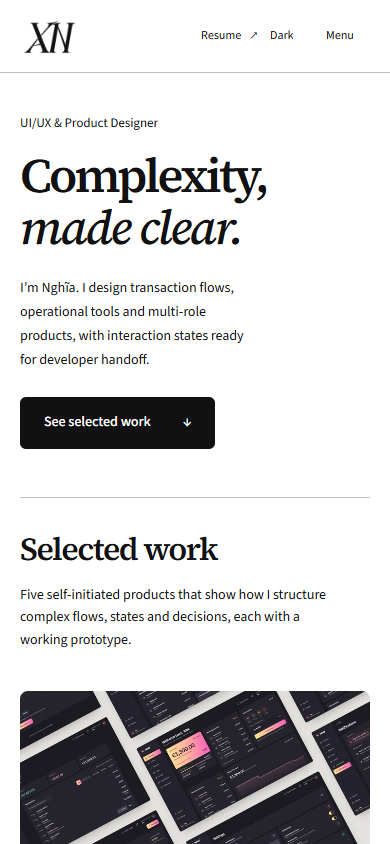 XN
Resume ↗ Dark Menu
UI/UX & Product Designer
Complexity,
made clear.
I’m Nghĩa. I design transaction flows,
operational tools and multi-role
products, with interaction states ready
for developer handoff.
See selected work ↓
Selected work
Five self-initiated products that show how I structure
complex flows, states and decisions, each with a
working prototype.